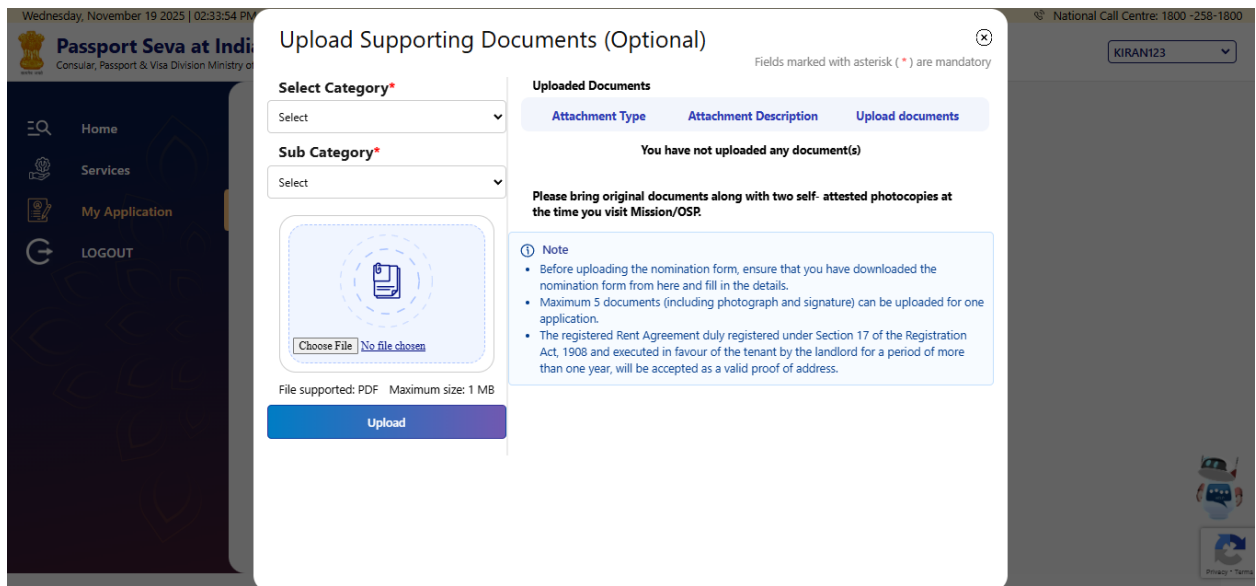 Wednesday, November 19 2025 | 02:33:54 PM
National Call Centre: 1800 -258-1800
Passport Seva at Indi
Consular, Passport & Visa Division Ministry of
KIRAN123
Home
Services
My Application
LOGOUT
Upload Supporting Documents (Optional)
Fields marked with asterisk ( * ) are mandatory
Select Category*
Select
Sub Category*
Select
Choose File No file chosen
File supported: PDF Maximum size: 1 MB
Upload
Uploaded Documents
Attachment Type Attachment Description Upload documents
You have not uploaded any document(s)
Please bring original documents along with two self- attested photocopies at
the time you visit Mission/OSP.
Note
• Before uploading the nomination form, ensure that you have downloaded the
nomination form from here and fill in the details.
• Maximum 5 documents (including photograph and signature) can be uploaded for one
application.
• The registered Rent Agreement duly registered under Section 17 of the Registration
Act, 1908 and executed in favour of the tenant by the landlord for a period of more
than one year, will be accepted as a valid proof of address.
Privacy • Terms